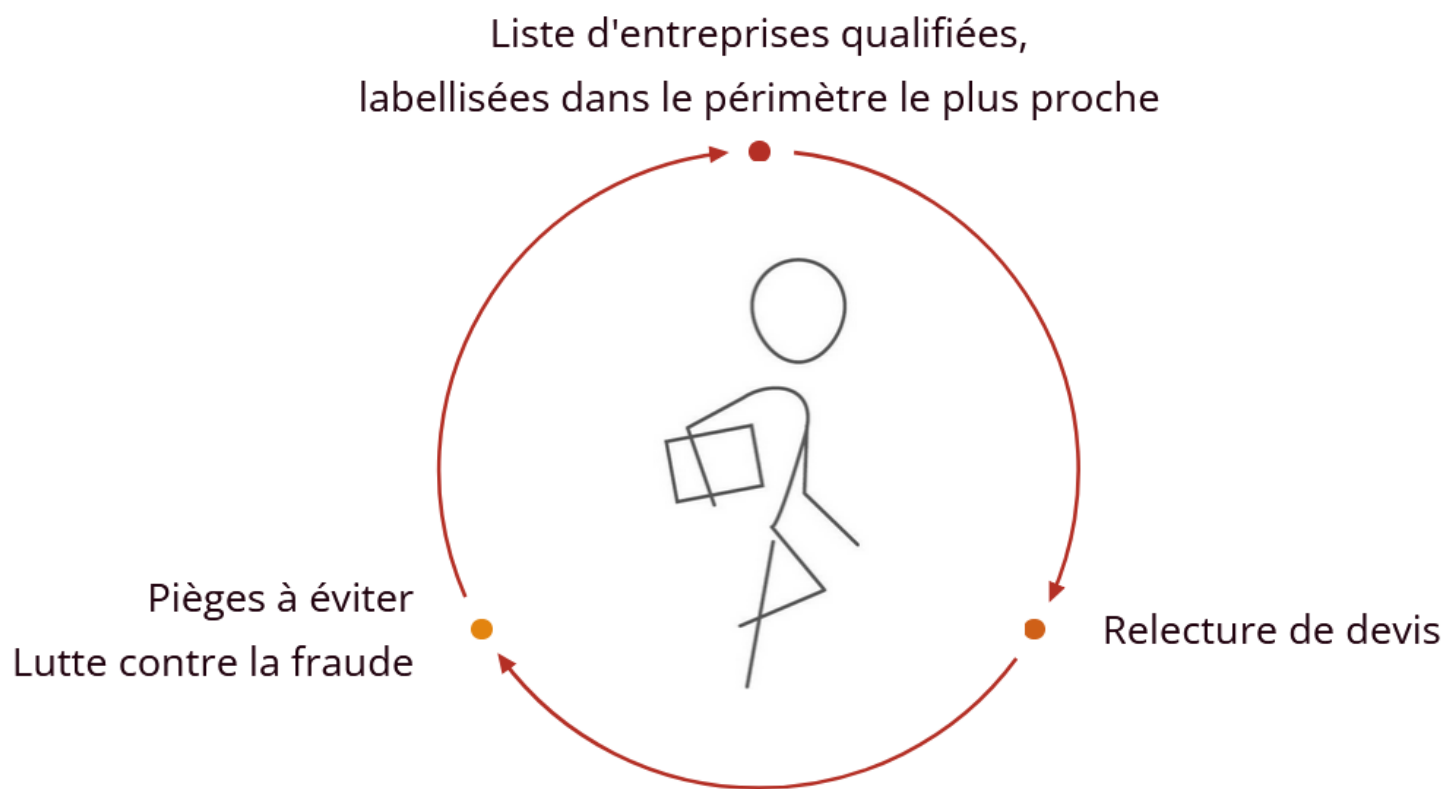 Liste d'entreprises qualifiées,
labellisées dans le périmètre le plus proche
Relecture de devis
Pièges à éviter
Lutte contre la fraude